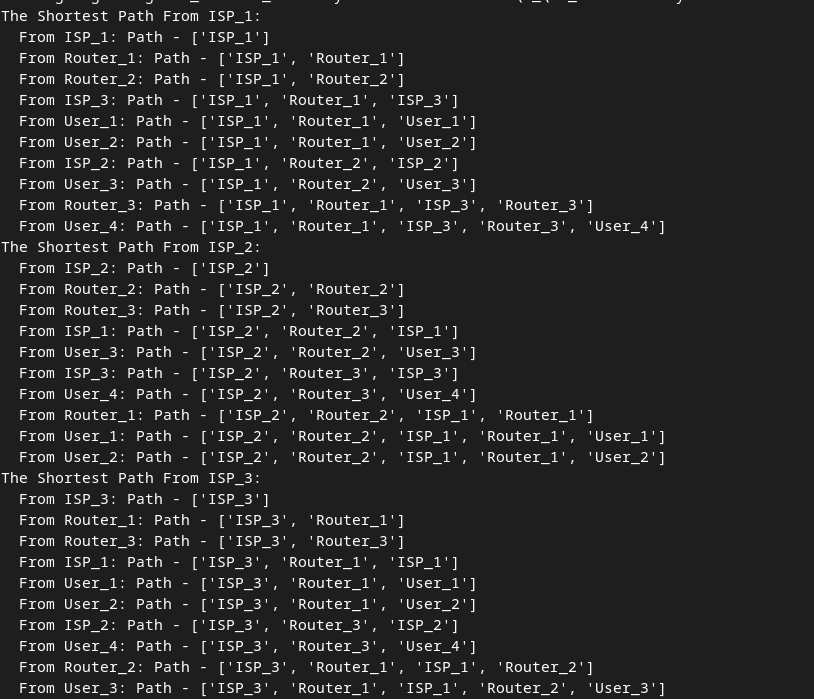 The Shortest Path From ISP_1:
  From ISP_1: Path - ['ISP_1']
  From Router_1: Path - ['ISP_1', 'Router_1']
  From Router_2: Path - ['ISP_1', 'Router_2']
  From ISP_3: Path - ['ISP_1', 'Router_1', 'ISP_3']
  From User_1: Path - ['ISP_1', 'Router_1', 'User_1']
  From User_2: Path - ['ISP_1', 'Router_1', 'User_2']
  From ISP_2: Path - ['ISP_1', 'Router_2', 'ISP_2']
  From User_3: Path - ['ISP_1', 'Router_2', 'User_3']
  From Router_3: Path - ['ISP_1', 'Router_1', 'ISP_3', 'Router_3']
  From User_4: Path - ['ISP_1', 'Router_1', 'ISP_3', 'Router_3', 'User_4']
The Shortest Path From ISP_2:
  From ISP_2: Path - ['ISP_2']
  From Router_2: Path - ['ISP_2', 'Router_2']
  From Router_3: Path - ['ISP_2', 'Router_3']
  From ISP_1: Path - ['ISP_2', 'Router_2', 'ISP_1']
  From User_3: Path - ['ISP_2', 'Router_2', 'User_3']
  From ISP_3: Path - ['ISP_2', 'Router_3', 'ISP_3']
  From User_4: Path - ['ISP_2', 'Router_3', 'User_4']
  From Router_1: Path - ['ISP_2', 'Router_2', 'ISP_1', 'Router_1']
  From User_1: Path - ['ISP_2', 'Router_2', 'ISP_1', 'Router_1', 'User_1']
  From User_2: Path - ['ISP_2', 'Router_2', 'ISP_1', 'Router_1', 'User_2']
The Shortest Path From ISP_3:
  From ISP_3: Path - ['ISP_3']
  From Router_1: Path - ['ISP_3', 'Router_1']
  From Router_3: Path - ['ISP_3', 'Router_3']
  From ISP_1: Path - ['ISP_3', 'Router_1', 'ISP_1']
  From User_1: Path - ['ISP_3', 'Router_1', 'User_1']
  From User_2: Path - ['ISP_3', 'Router_1', 'User_2']
  From ISP_2: Path - ['ISP_3', 'Router_3', 'ISP_2']
  From User_4: Path - ['ISP_3', 'Router_3', 'User_4']
  From Router_2: Path - ['ISP_3', 'Router_1', 'ISP_1', 'Router_2']
  From User_3: Path - ['ISP_3', 'Router_1', 'ISP_1', 'Router_2', 'User_3']